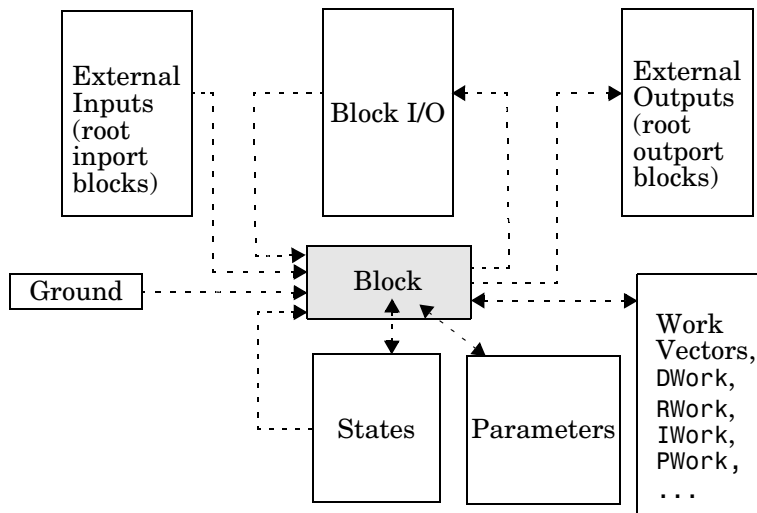 External
Inputs
(root
inport
blocks)
Block I/O
External
Outputs
(root
outport
blocks)
Ground
Block
States
Parameters
Work
Vectors,
DWork,
RWork,
IWork,
PWork,
...